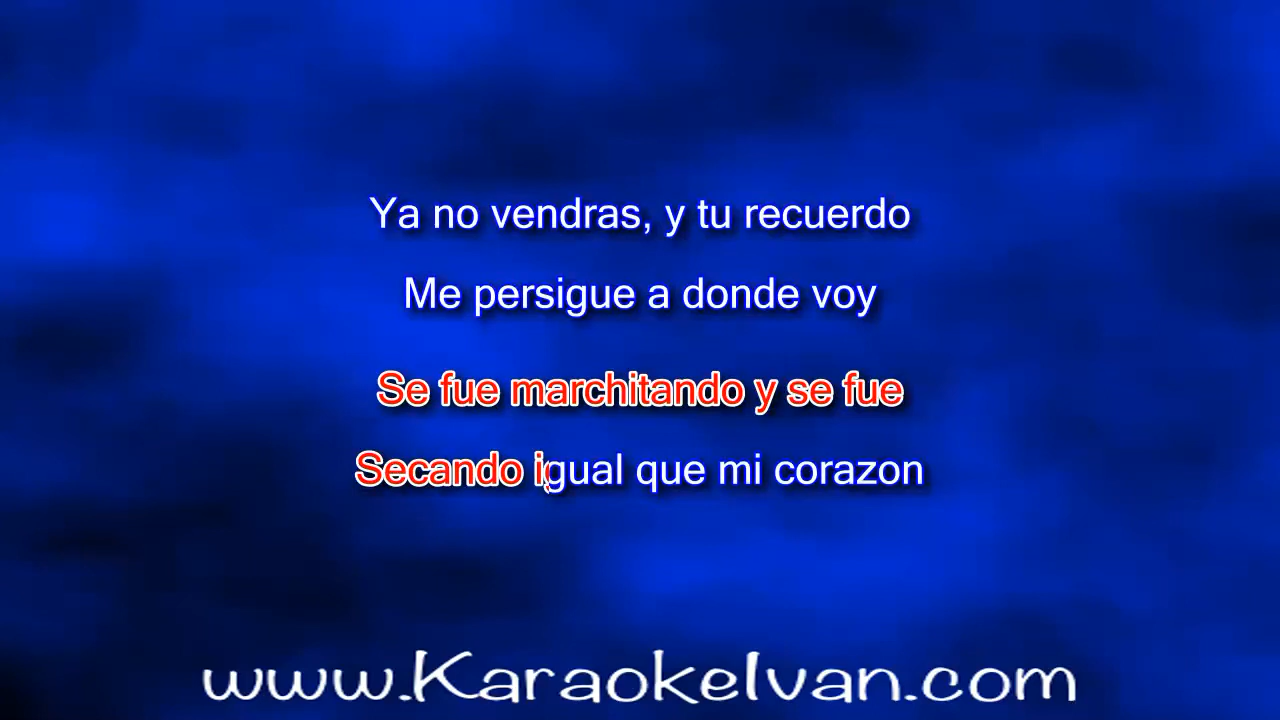 Ya no vendras, y tu recuerdo
Me persigue a donde voy
Se fue marchitando y se fue
Secando igual que mi corazon
www.KaraokeIvan.com